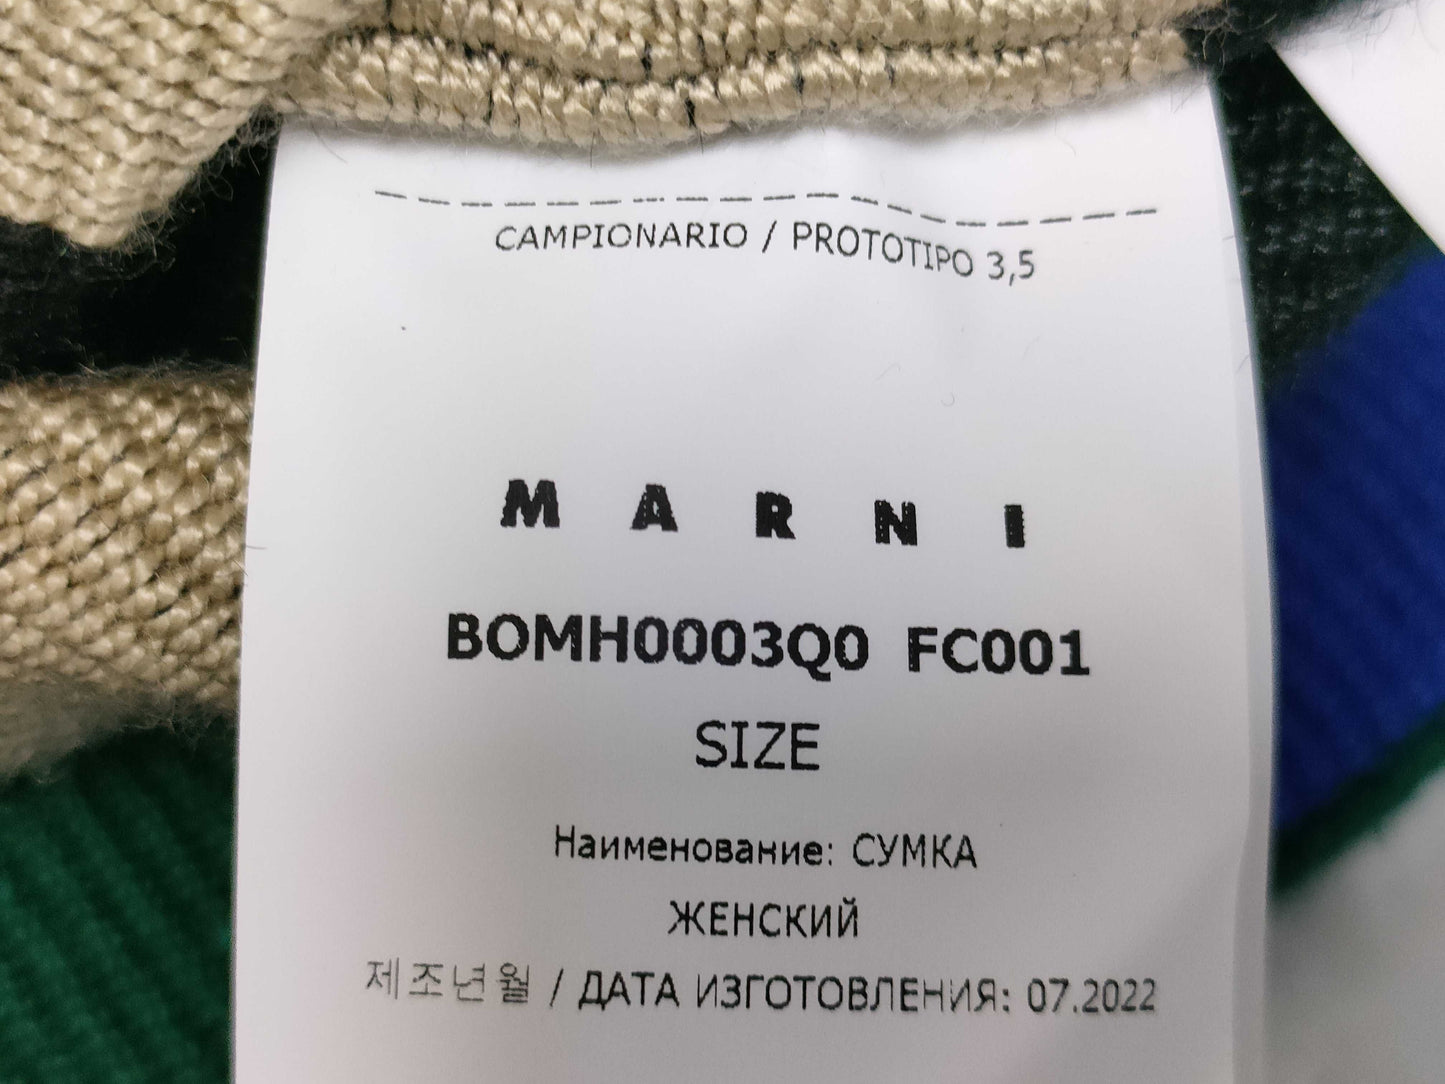 CAMPIONARIO / PROTOTIPO 3,5
MARNI
BOMH0003Q0 FC001
SIZE
Наименование: СУМКА
ЖЕНСКИЙ
제조년월 / ДАТА ИЗГОТОВЛЕНИЯ: 07.2022